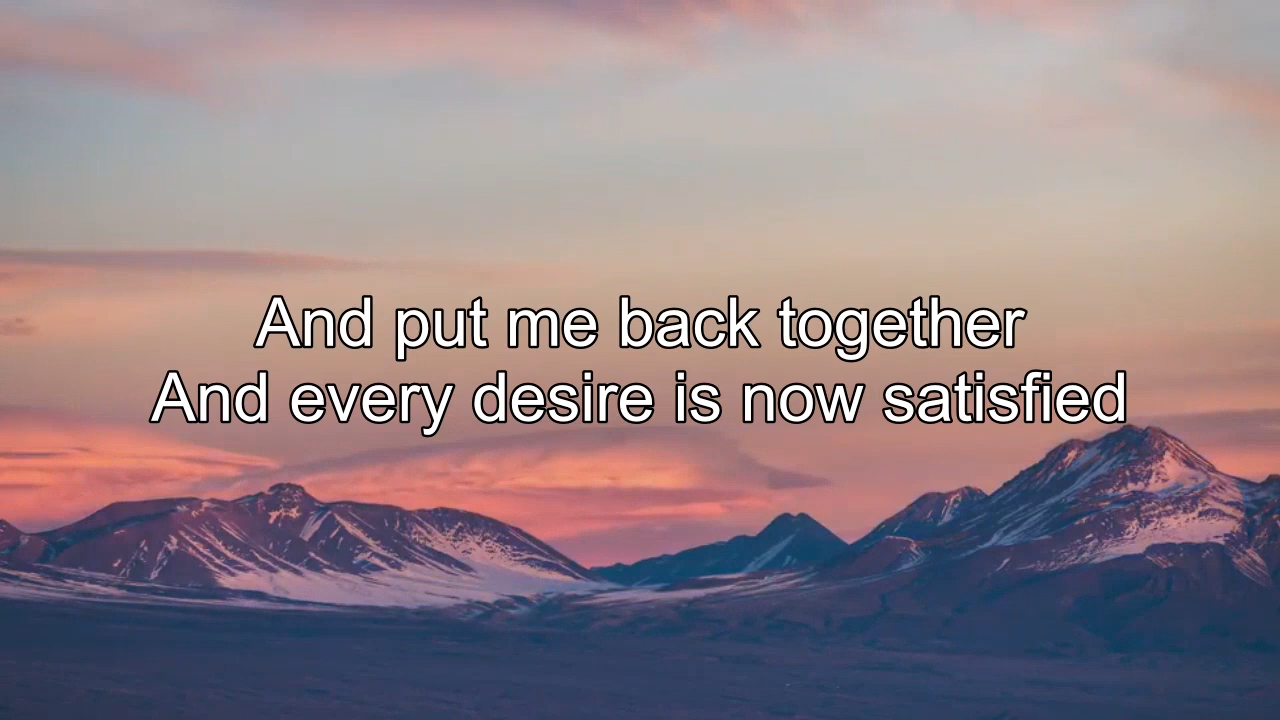 And put me back together
And every desire is now satisfied